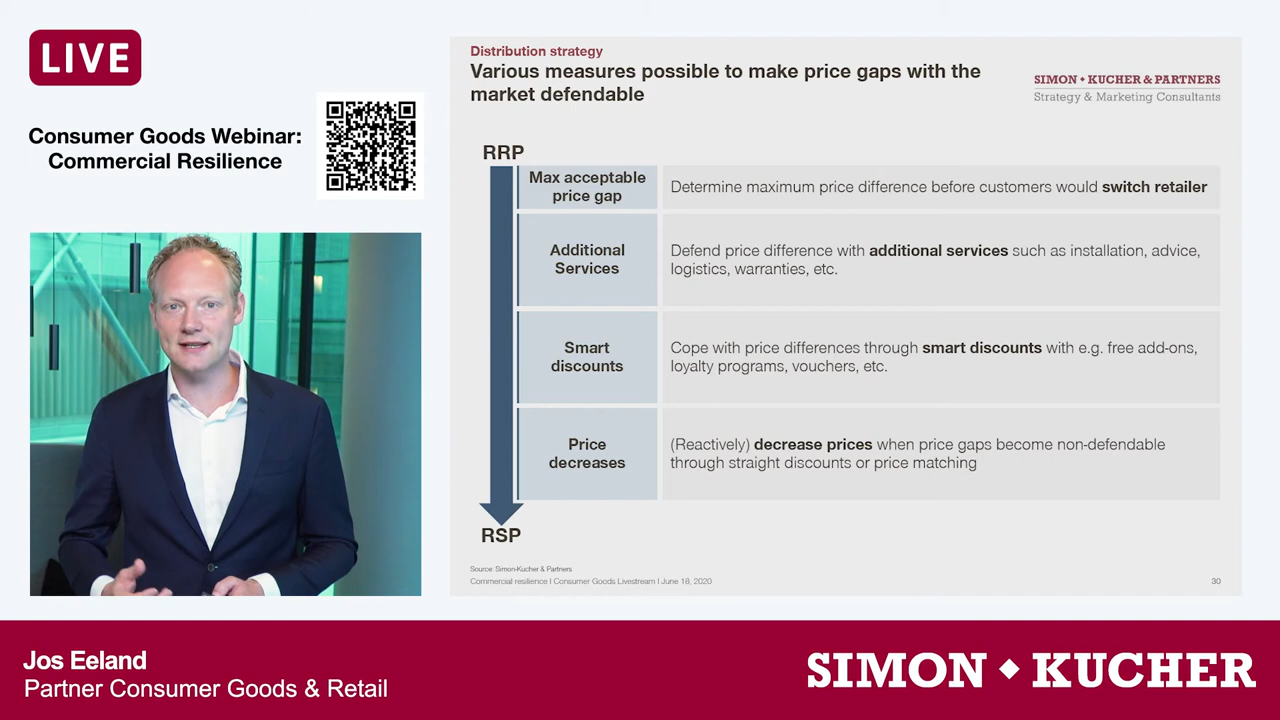 LIVE
Consumer Goods Webinar:
Commercial Resilience
Distribution strategy
Various measures possible to make price gaps with the
market defendable
SIMON • KUCHER & PARTNERS
Strategy & Marketing Consultants
RRP
Max acceptable
price gap
Determine maximum price difference before customers would switch retailer
Additional
Services
Defend price difference with additional services such as installation, advice,
logistics, warranties, etc.
Smart
discounts
Cope with price differences through smart discounts with e.g. free add-ons,
loyalty programs, vouchers, etc.
Price
decreases
(Reactively) decrease prices when price gaps become non-defendable
through straight discounts or price matching
RSP
Source: Simon-Kucher & Partners
Commercial resilience I Consumer Goods Livestream I June 18, 2020
30
Jos Eeland
Partner Consumer Goods & Retail
SIMON ◆ KUCHER